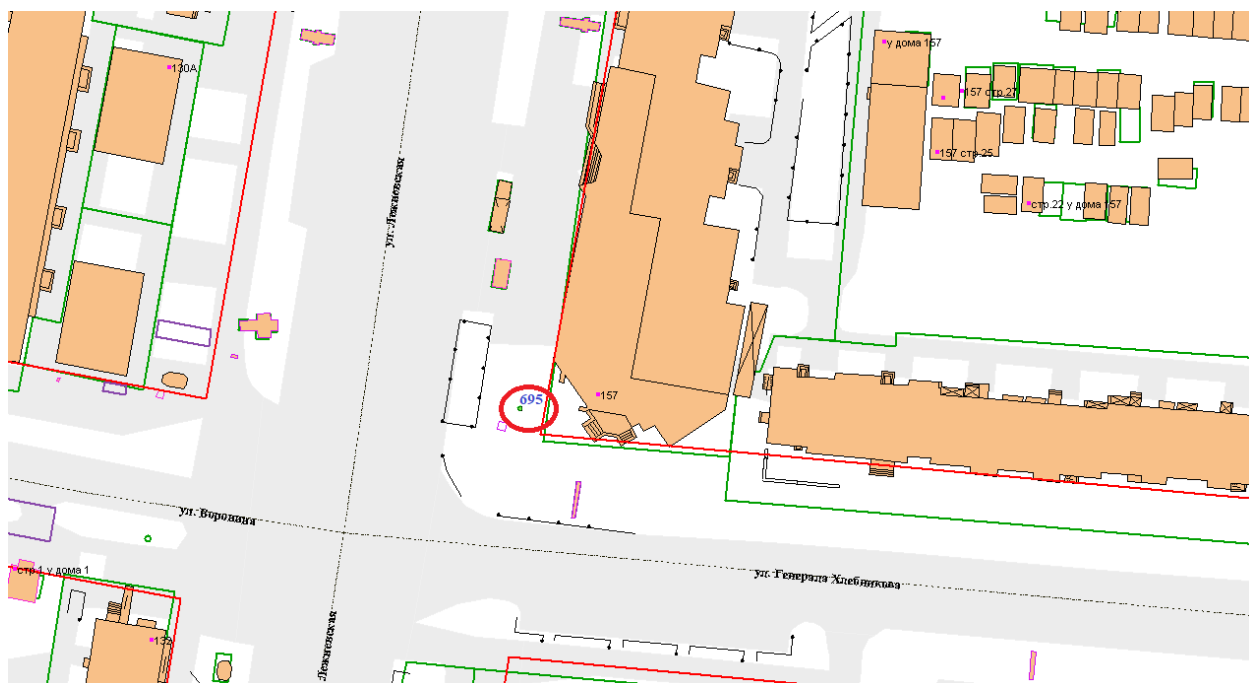 у дома 157
130А
157 стр.27
157 стр.25
ул. Лежневская
стр.22 у дома 157
695
157
ул. Воронина
стр.1 у дома 1
ул. Генерала Хлебникова
132
Лежневская